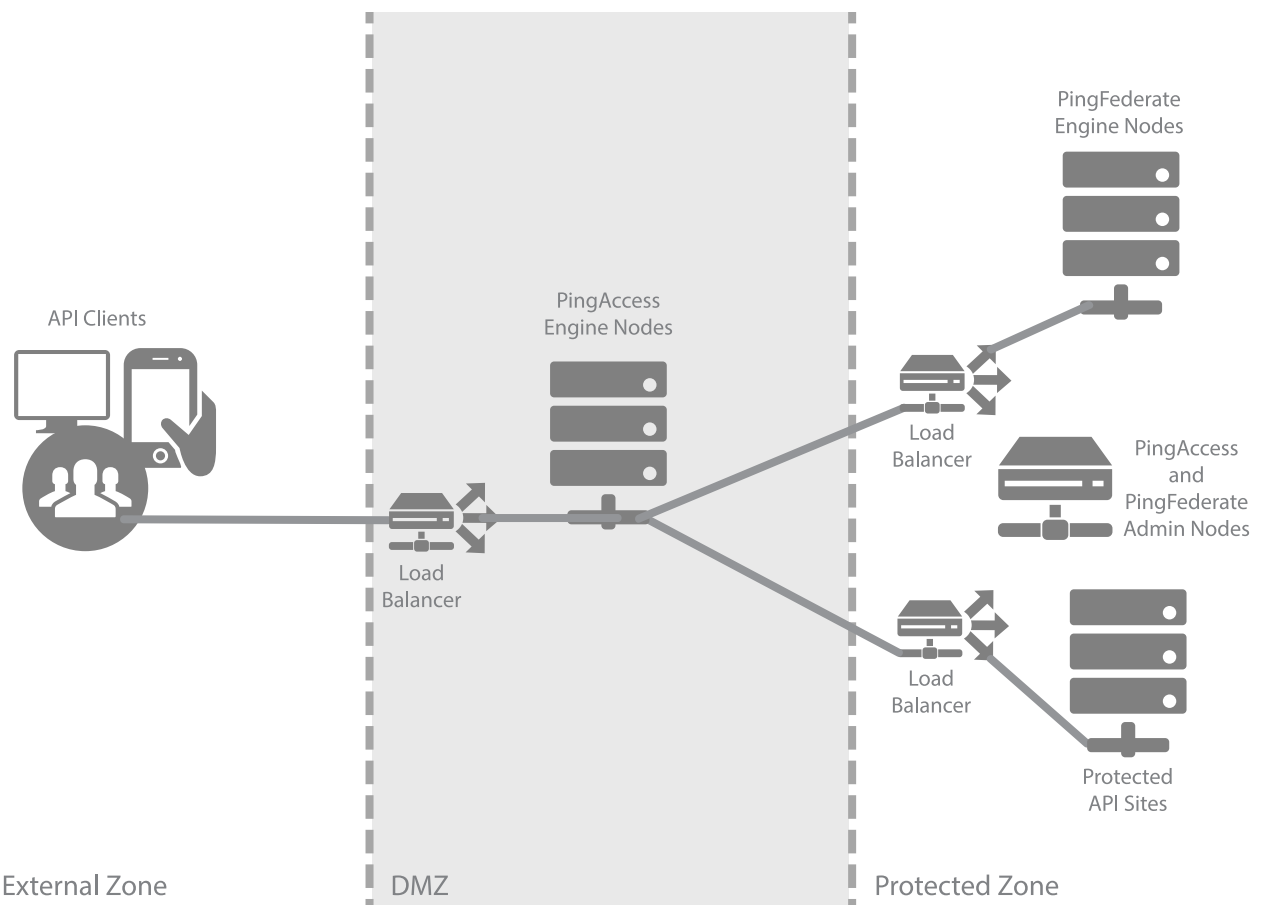 PingFederate
Engine Nodes
PingAccess
Engine Nodes
API Clients
Load
Balancer
PingAccess
and
PingFederate
Admin Nodes
Load
Balancer
Load
Balancer
Protected
API Sites
External Zone
DMZ
Protected Zone